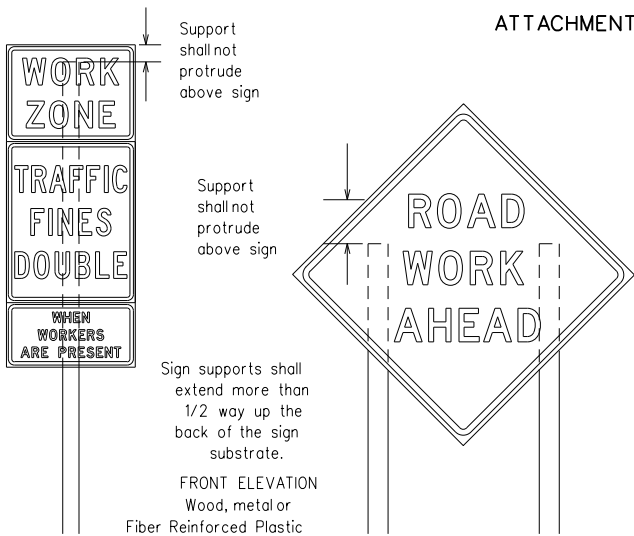 ATTACHMENT
Support
shall not
protrude
above sign
WORK
ZONE
TRAFFIC
FINES
DOUBLE
WHEN
WORKERS
ARE PRESENT
Support
shall not
protrude
above sign
ROAD
WORK
AHEAD
Sign supports shall
extend more than
1/2 way up the
back of the sign
substrate.
FRONT ELEVATION
Wood, metal or
Fiber Reinforced Plastic